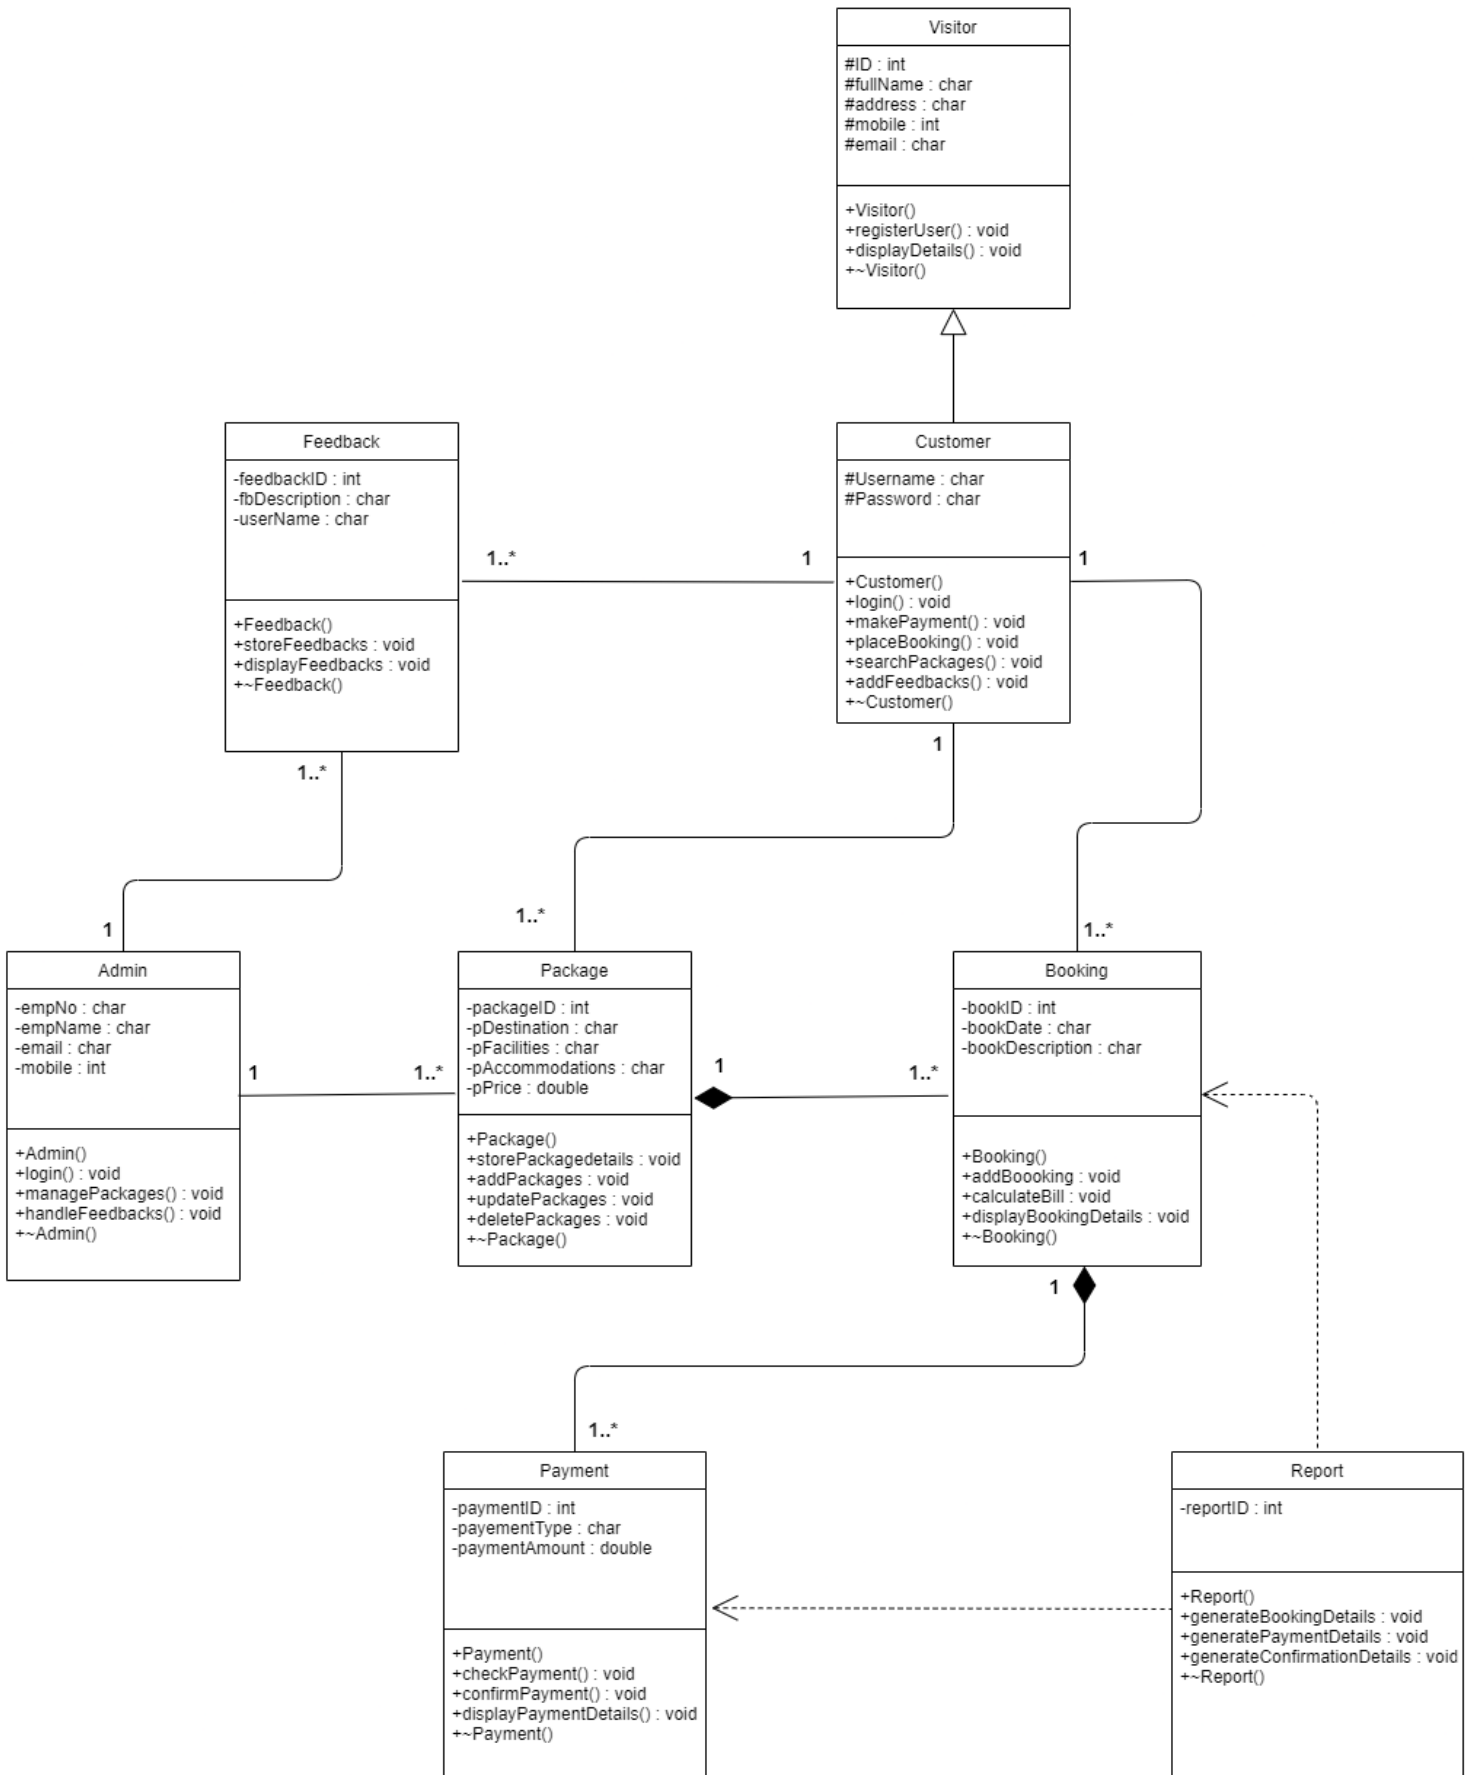 Visitor
#ID : int
#fullName : char
#address : char
#mobile : int
#email : char
+Visitor()
+registerUser() : void
+displayDetails() : void
+~Visitor()
Feedback
-feedbackID : int
-fbDescription : char
-userName : char
+Feedback()
+storeFeedbacks : void
+displayFeedbacks : void
+~Feedback()
1..*
1
Customer
#Username : char
#Password : char
+Customer()
+login() : void
+makePayment() : void
+placeBooking() : void
+searchPackages() : void
+addFeedbacks() : void
+~Customer()
1
1
1..*
1..*
1
1..*
Admin
-empNo : char
-empName : char
-email : char
-mobile : int
+Admin()
+login() : void
+managePackages() : void
+handleFeedbacks() : void
+~Admin()
1
1..*
Package
-packageID : int
-pDestination : char
-pFacilities : char
-pAccommodations : char
-pPrice : double
+Package()
+storePackagedetails : void
+addPackages : void
+updatePackages : void
+deletePackages : void
+~Package()
1
1..*
Booking
-bookID : int
-bookDate : char
-bookDescription : char
+Booking()
+addBoooking : void
+calculateBill : void
+displayBookingDetails : void
+~Booking()
1
1..*
Payment
-paymentID : int
-payementType : char
-paymentAmount : double
+Payment()
+checkPayment() : void
+confirmPayment() : void
+displayPaymentDetails() : void
+~Payment()
Report
-reportID : int
+Report()
+generateBookingDetails : void
+generatePaymentDetails : void
+generateConfirmationDetails : void
+~Report()